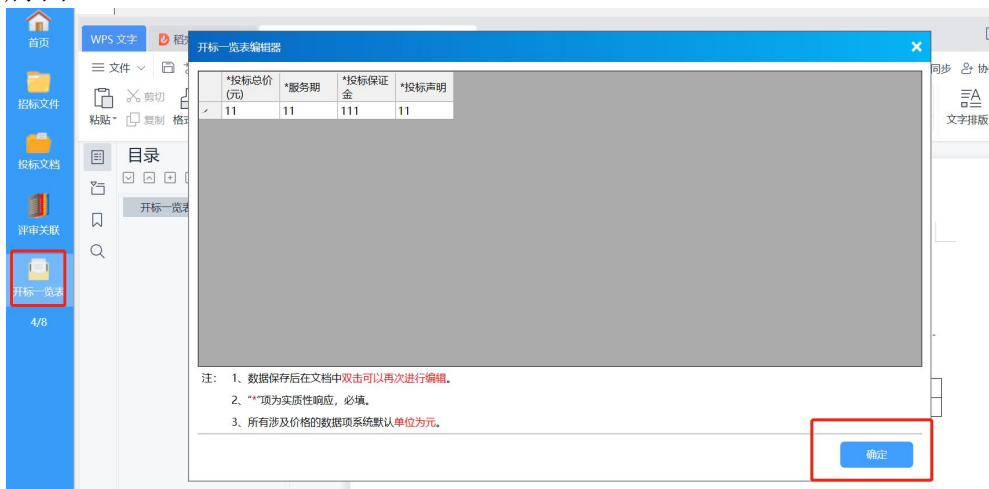 首页
招标文件
投标文档
评审关联
开标一览表
4/8
WPS 文字
文件
粘贴
剪切
复制
目录
开标一览表
开标一览表编辑器
*投标总价(元) *服务期 *投标保证金 *投标声明
11 11 111 11
注： 1、数据保存后在文档中双击可以再次进行编辑。
2、“*”项为实质性响应，必填。
3、所有涉及价格的数据项系统默认单位为元。
确定
同步
文字排版